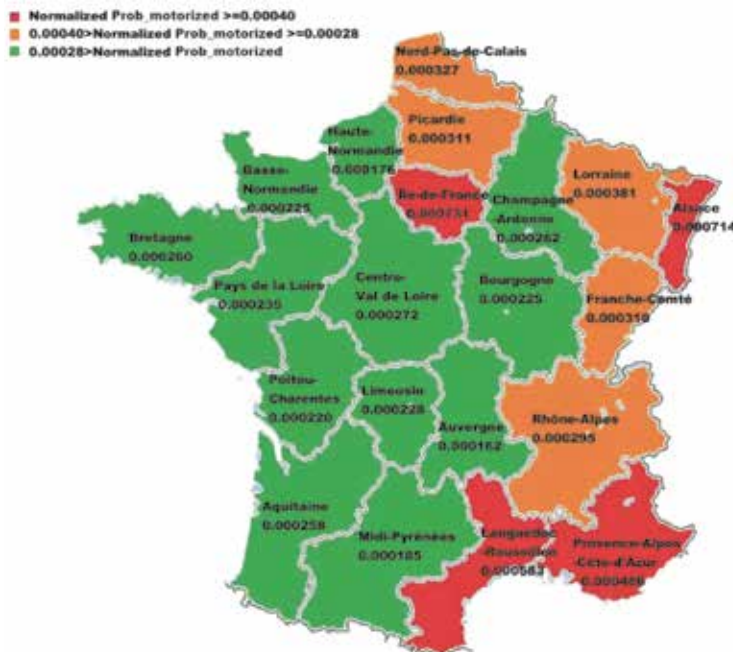 Normalized Prob_motorized >=0.00040
0.00040>Normalized Prob_motorized >=0.00028
0.00028>Normalized Prob_motorized
Nord-Pas-de-Calais
0.000327
Picardie
0.000311
Haute-
Normandie
0.000176
Basse-
Normandie
0.000225
Île-de-France
Champagne
-Ardenne
0.000262
Lorraine
0.000381
Alsace
0.000714
Bretagne
0.000260
Pays de la Loire
0.000235
Centre-
Val de Loire
0.000272
Bourgogne
0.000225
Franche-Comté
Poitou-
Charentes
0.000220
Limousin
0.000228
Auvergne
0.000162
Rhône-Alpes
0.000295
Aquitaine
Midi-Pyrénées
0.000185
Languedoc
-Roussillon
0.000583
Provence-Alpes
-Côte-d'Azur